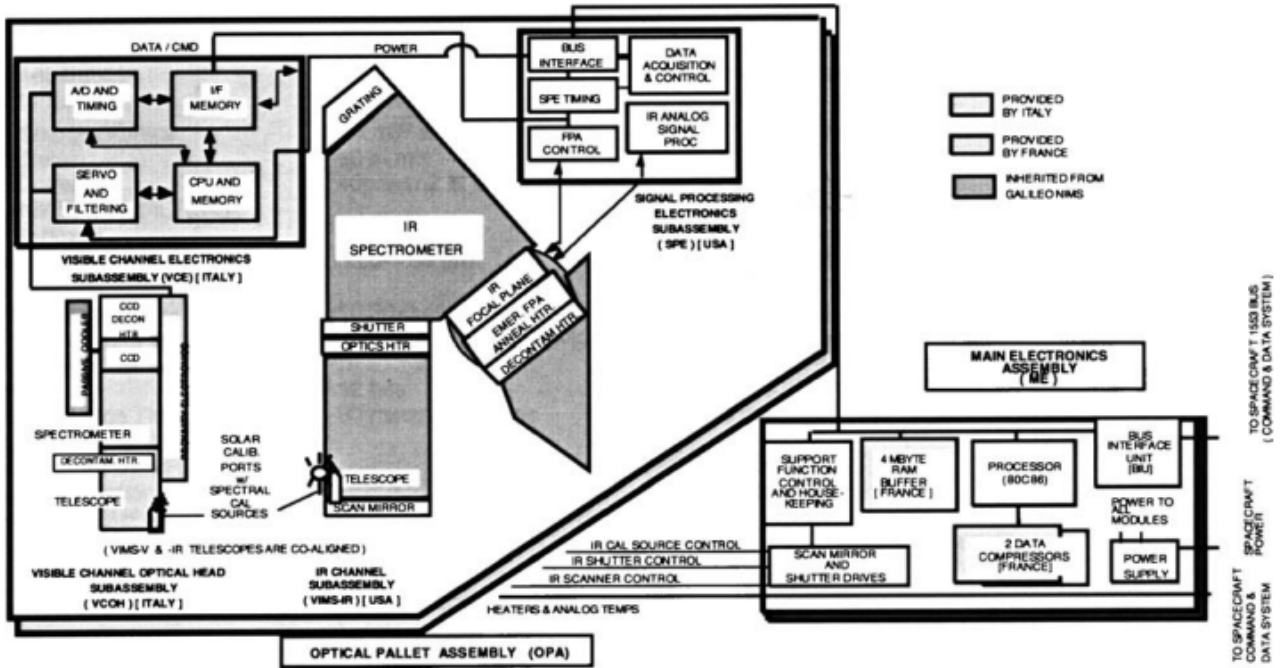 DATA / CMD
POWER
A/D AND
TIMING
I/F
MEMORY
SERVO
AND
FILTERING
CPU AND
MEMORY
VISIBLE CHANNEL ELECTRONICS
SUBASSEMBLY (VCE) [ ITALY ]
GRATING
IR
SPECTROMETER
SHUTTER
OPTICS HTR
TELESCOPE
SCAN MIRROR
IR
FOCAL PLANE
EMER. FPA
ANNEAL HTR
DECONTAM HTR
BUS
INTERFACE
DATA
ACQUISITION
& CONTROL
SPE TIMING
FPA
CONTROL
IR ANALOG
SIGNAL
PROC
SIGNAL PROCESSING
ELECTRONICS
SUBASSEMBLY
( SPE ) [ USA ]
PROVIDED
BY ITALY
PROVIDED
BY FRANCE
INHERITED FROM
GALILEO NIMS
CCD
DECON
HTR
CCD
SPECTROMETER
DECONTAM. HTR.
TELESCOPE
SOLAR
CALIB.
PORTS
w/
SPECTRAL
CAL
SOURCES
( VIMS-V & -IR TELESCOPES ARE CO-ALIGNED )
VISIBLE CHANNEL OPTICAL HEAD
SUBASSEMBLY
( VCOH ) [ ITALY ]
IR CHANNEL
SUBASSEMBLY
( VIMS-IR ) [ USA ]
OPTICAL PALLET ASSEMBLY (OPA)
MAIN ELECTRONICS
ASSEMBLY
( ME )
SUPPORT
FUNCTION
CONTROL
AND HOUSE-
KEEPING
4 MBYTE
RAM
BUFFER
[ FRANCE ]
PROCESSOR
(80C86)
BUS
INTERFACE
UNIT
[BIU]
POWER TO
ALL
MODULES
SCAN MIRROR
AND
SHUTTER DRIVES
2 DATA
COMPRESSORS
[FRANCE]
POWER
SUPPLY
IR CAL SOURCE CONTROL
IR SHUTTER CONTROL
IR SCANNER CONTROL
HEATERS & ANALOG TEMPS
TO SPACECRAFT 1553 BUS
( COMMAND & DATA SYSTEM )
SPACECRAFT
POWER
TO SPACECRAFT
COMMAND &
DATA SYSTEM